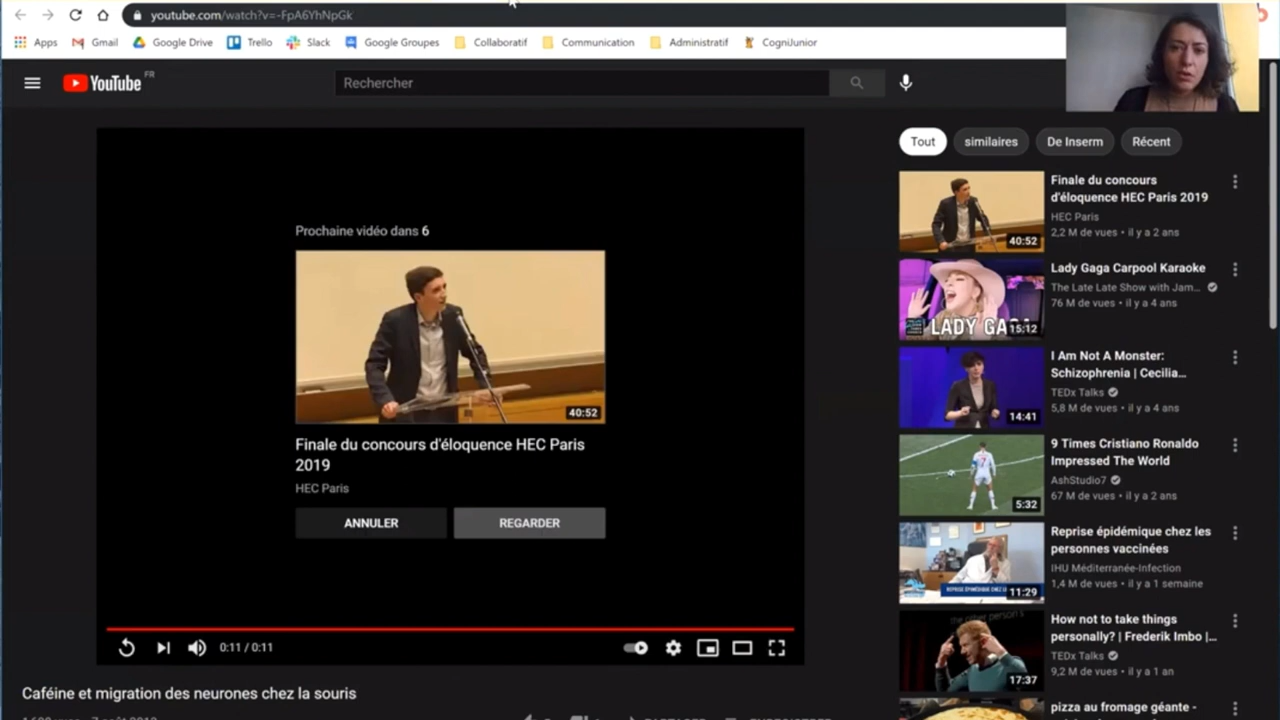 youtube.com/watch?v=-FpA6YhNpGk
Apps Gmail Google Drive Trello Slack Google Groupes Collaboratif Communication Administratif CogniJunior
YouTube FR
Rechercher
Tout similaires De Inserm Récent
Prochaine vidéo dans 6
40:52
Finale du concours d'éloquence HEC Paris
2019
HEC Paris
ANNULER REGARDER
0:11 / 0:11
Caféine et migration des neurones chez la souris
40:52
Finale du concours
d'éloquence HEC Paris 2019
HEC Paris
2,2 M de vues • il y a 2 ans
LADY GAGA
15:12
Lady Gaga Carpool Karaoke
The Late Late Show with Jam...
76 M de vues • il y a 4 ans
14:41
I Am Not A Monster:
Schizophrenia | Cecilia...
TEDx Talks
5,8 M de vues • il y a 4 ans
5:32
9 Times Cristiano Ronaldo
Impressed The World
AshStudio7
67 M de vues • il y a 2 ans
11:29
Reprise épidémique chez les
personnes vaccinées
IHU Méditerranée-Infection
1,4 M de vues • il y a 1 semaine
17:37
How not to take things
personally? | Frederik Imbo |...
TEDx Talks
9,2 M de vues • il y a 1 an
pizza au fromage géante -